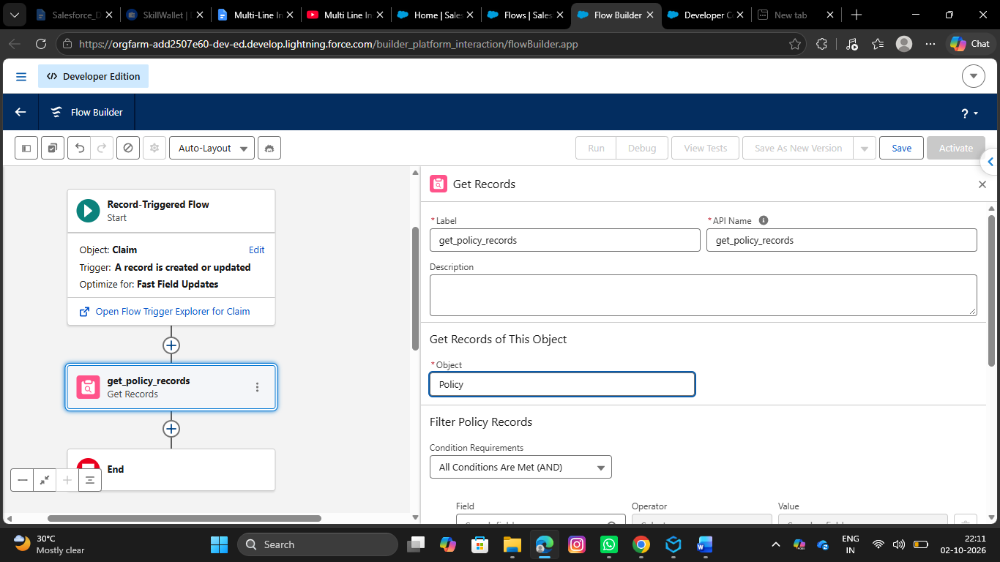 Salesforce_D
SkillWallet | D
Multi-Line In
Multi Line In
Home | Sales
Flows | Sales
Flow Builder
Developer Co
New tab
https://orgfarm-add2507e60-dev-ed.develop.lightning.force.com/builder_platform_interaction/flowBuilder.app
Chat
</> Developer Edition
Flow Builder
?
Auto-Layout
Run
Debug
View Tests
Save As New Version
Save
Activate
Record-Triggered Flow
Start
Object: Claim
Edit
Trigger: A record is created or updated
Optimize for: Fast Field Updates
Open Flow Trigger Explorer for Claim
get_policy_records
Get Records
End
Get Records
*Label
*API Name
get_policy_records
get_policy_records
Description
Get Records of This Object
*Object
Policy
Filter Policy Records
Condition Requirements
All Conditions Are Met (AND)
Field
Operator
Value
30°C
Mostly clear
Search
ENG
IN
22:11
02-10-2026